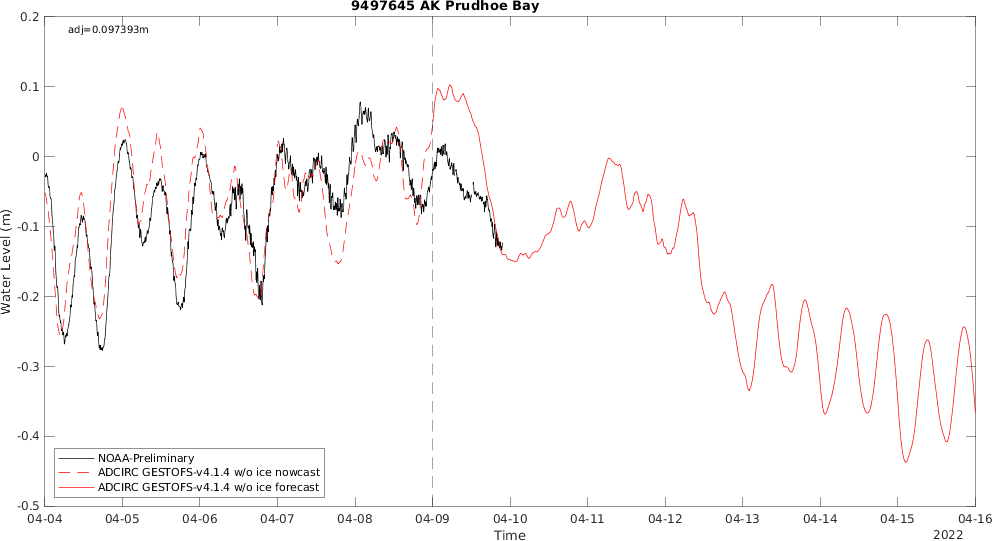 9497645 AK Prudhoe Bay
adj=0.097393m
0.2
0.1
0
-0.1
-0.2
-0.3
-0.4
-0.5
Water Level (m)
NOAA-Preliminary
ADCIRC GESTOFS-v4.1.4 w/o ice nowcast
ADCIRC GESTOFS-v4.1.4 w/o ice forecast
04-04 04-05 04-06 04-07 04-08 04-09 04-10 04-11 04-12 04-13 04-14 04-15 04-16
Time
2022